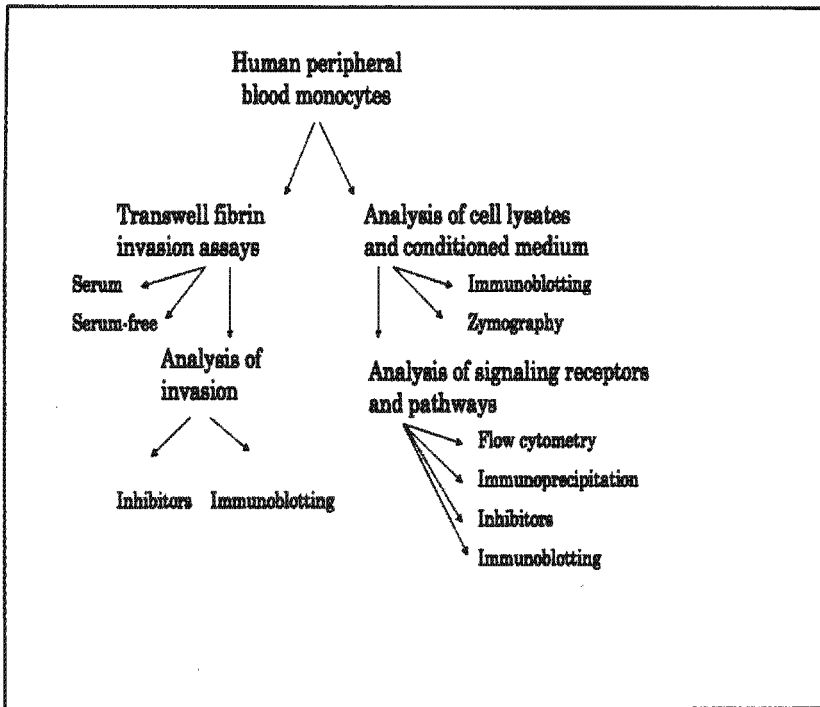 Human peripheral
blood monocytes
Transwell fibrin
invasion assays
Analysis of cell lysates
and conditioned medium
Serum
Serum-free
Immunoblotting
Zymography
Analysis of
invasion
Analysis of signaling receptors
and pathways
Inhibitors
Immunoblotting
Flow cytometry
Immunoprecipitation
Inhibitors
Immunoblotting